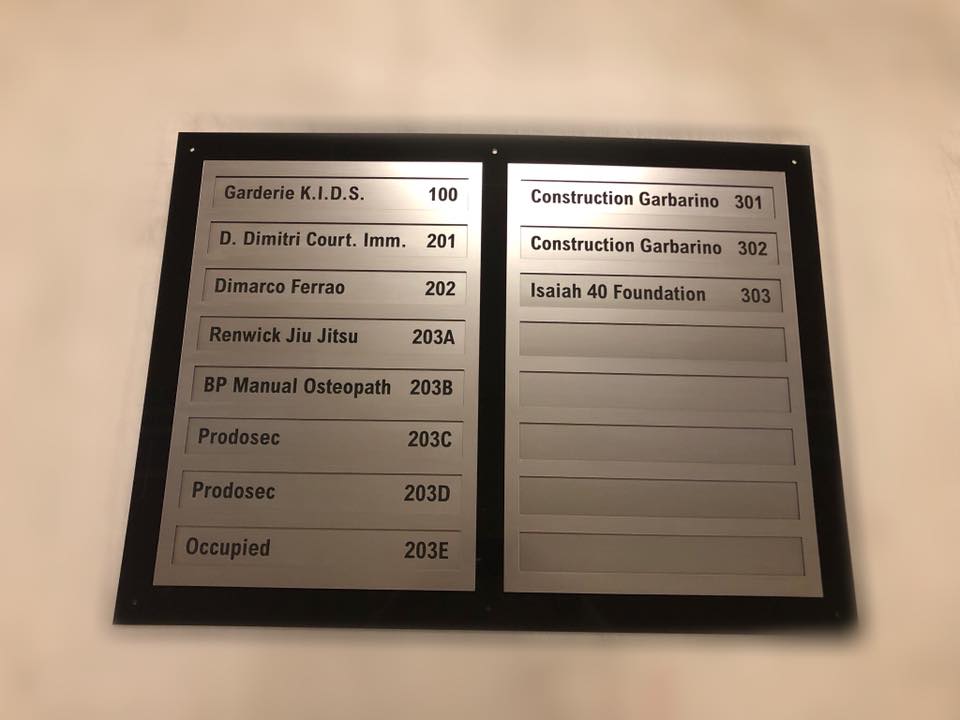 Garderie K.I.D.S. 100
D. Dimitri Court. Imm. 201
Dimarco Ferrao 202
Renwick Jiu Jitsu 203A
BP Manual Osteopath 203B
Prodosec 203C
Prodosec 203D
Occupied 203E
Construction Garbarino 301
Construction Garbarino 302
Isaiah 40 Foundation 303